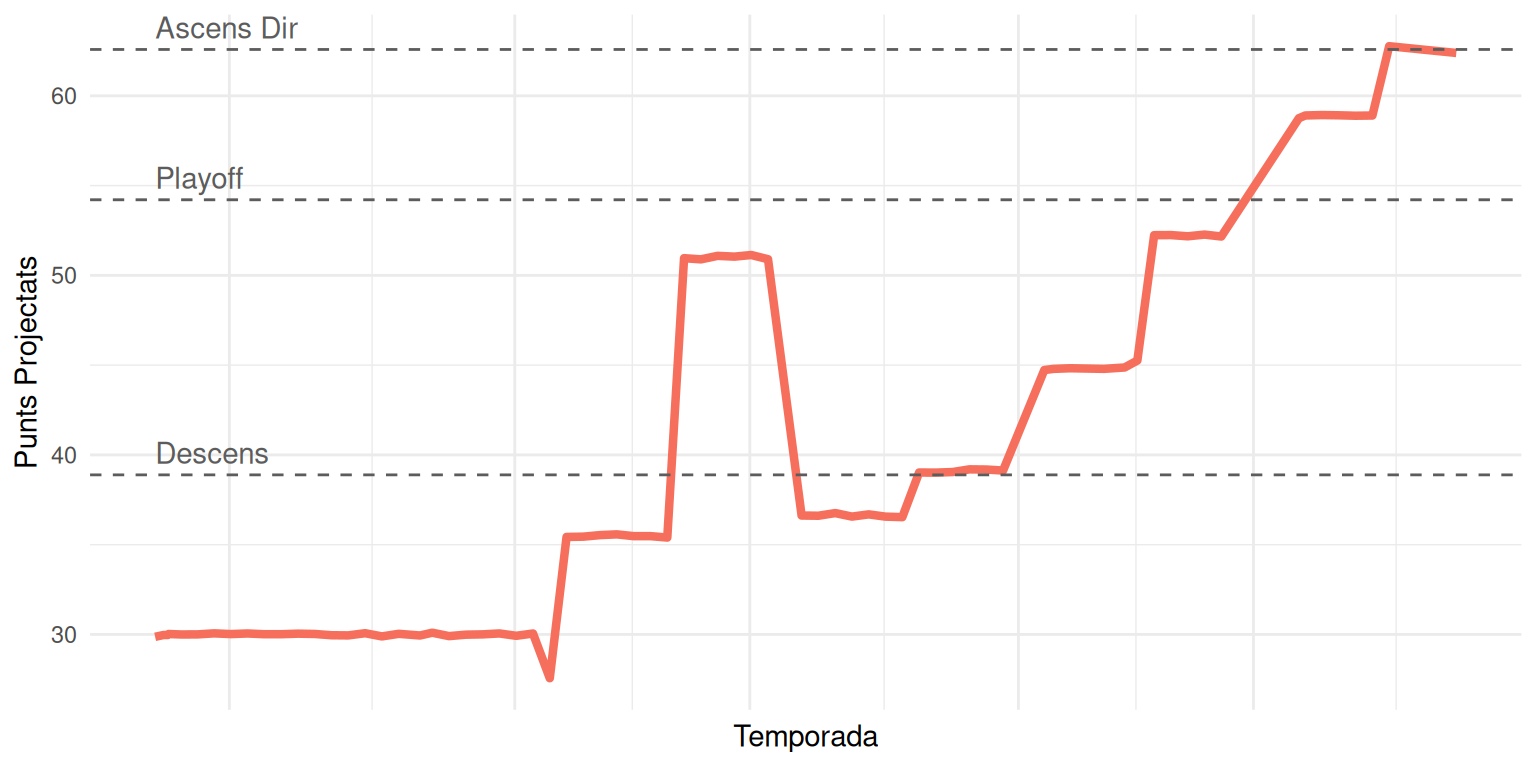 Ascens Dir
60
Playoff
50
Descens
40
30
Punts Projectats
Temporada